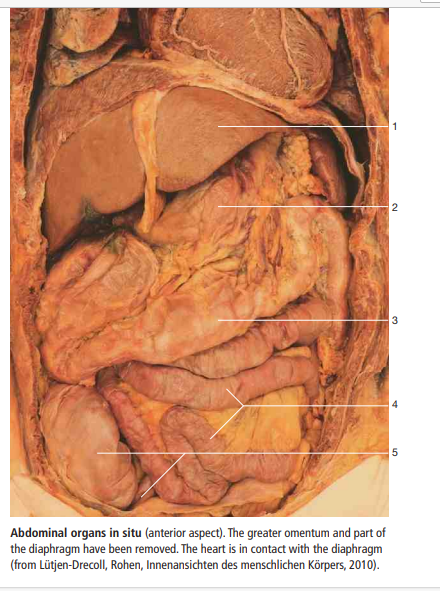 1
2
3
4
5
Abdominal organs in situ (anterior aspect). The greater omentum and part of
the diaphragm have been removed. The heart is in contact with the diaphragm
(from Lütjen-Drecoll, Rohen, Innenansichten des menschlichen Körpers, 2010).